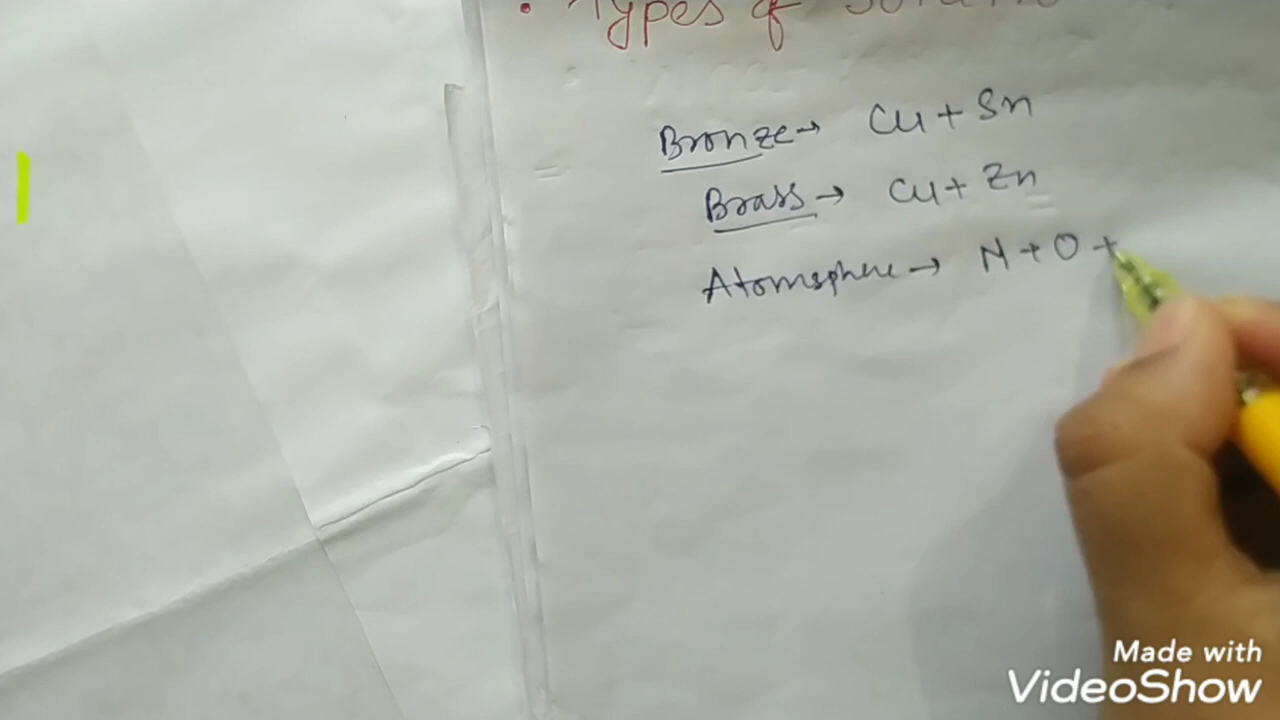 • Types of
Bronze → Cu + Sn
Brass → Cu + Zn
Atomsphere → N + O +
Made with
VideoShow